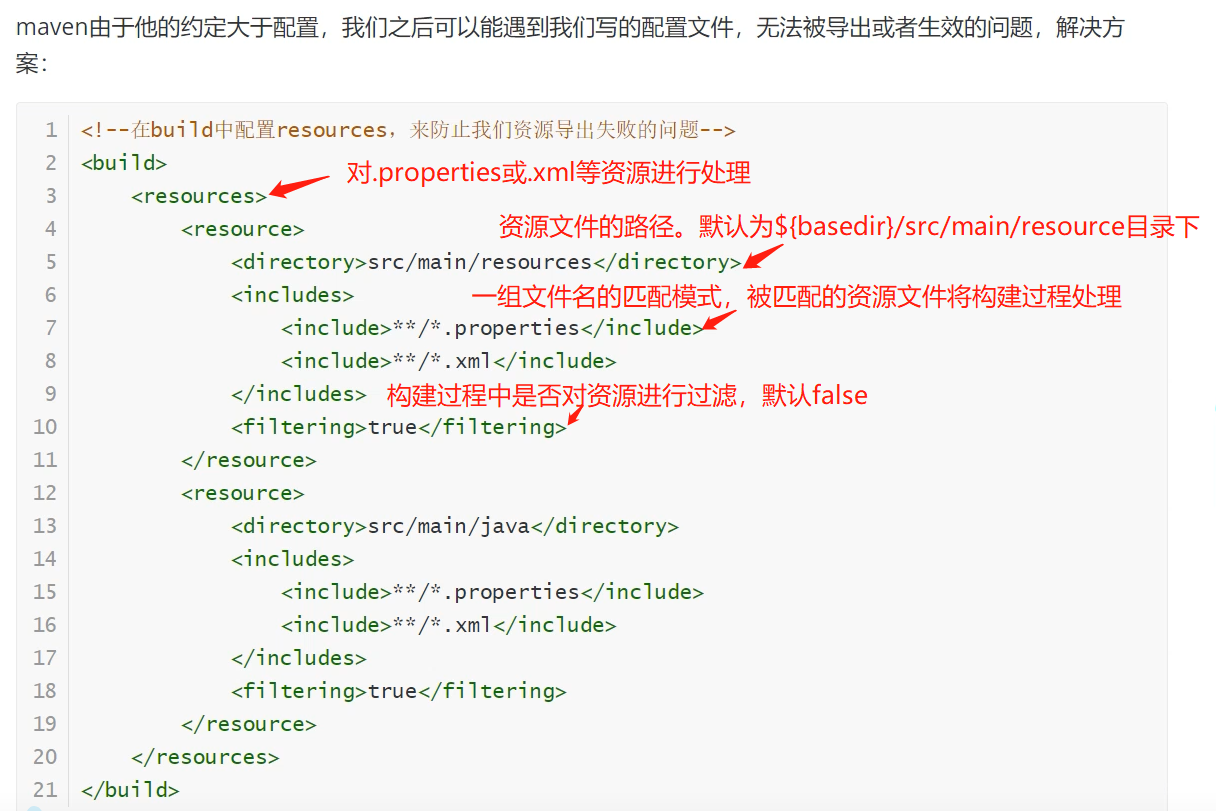 maven由于他的约定大于配置，我们之后可以能遇到我们写的配置文件，无法被导出或者生效的问题，解决方
案：
1 <!--在build中配置resources，来防止我们资源导出失败的问题-->
2 <build>
对.properties或.xml等资源进行处理
3 <resources>
4 <resource>
资源文件的路径。默认为${basedir}/src/main/resource目录下
5 <directory>src/main/resources</directory>
6 <includes>
一组文件名的匹配模式，被匹配的资源文件将构建过程处理
7 <include>**/*.properties</include>
8 <include>**/*.xml</include>
9 </includes>
构建过程中是否对资源进行过滤，默认false
10 <filtering>true</filtering>
11 </resource>
12 <resource>
13 <directory>src/main/java</directory>
14 <includes>
15 <include>**/*.properties</include>
16 <include>**/*.xml</include>
17 </includes>
18 <filtering>true</filtering>
19 </resource>
20 </resources>
21 </build>